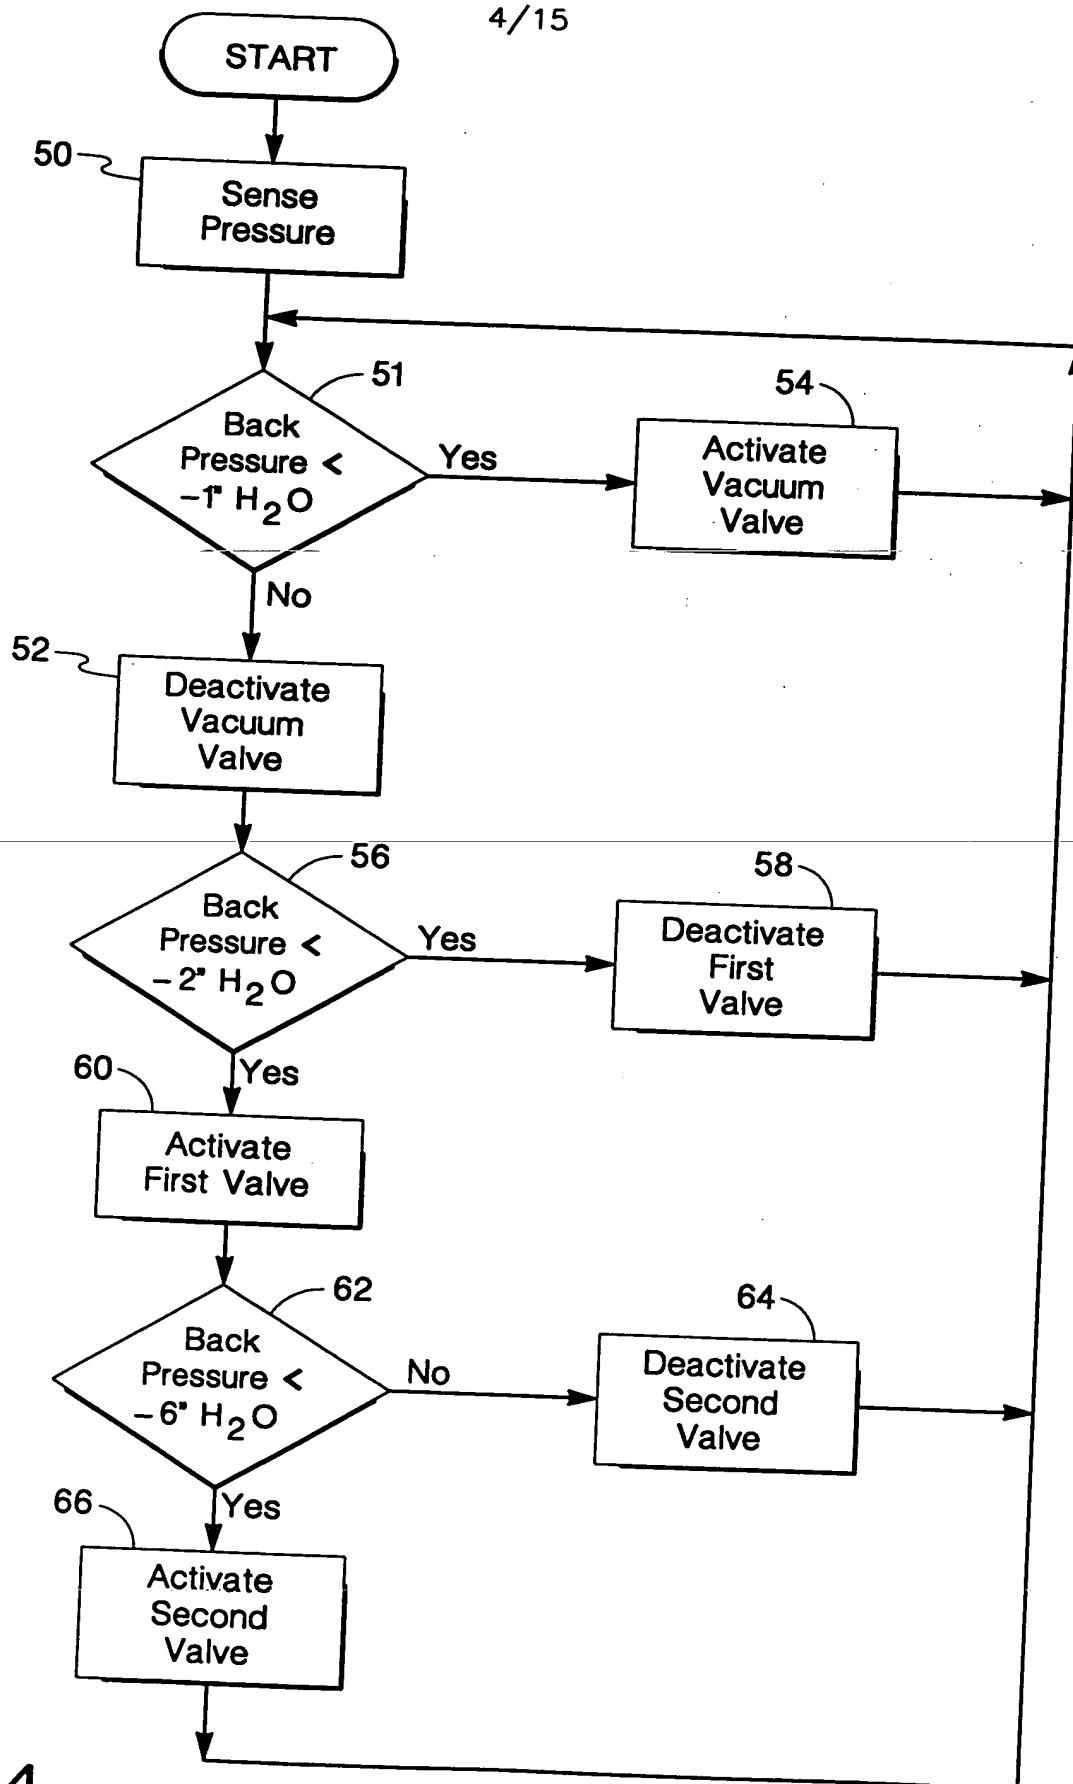 4/15
START
50
Sense
Pressure
51
Back
Pressure <
-1" H2O
Yes
54
Activate
Vacuum
Valve
No
52
Deactivate
Vacuum
Valve
56
Back
Pressure <
-2" H2O
Yes
58
Deactivate
First
Valve
Yes
60
Activate
First Valve
62
Back
Pressure <
-6" H2O
No
64
Deactivate
Second
Valve
Yes
66
Activate
Second
Valve